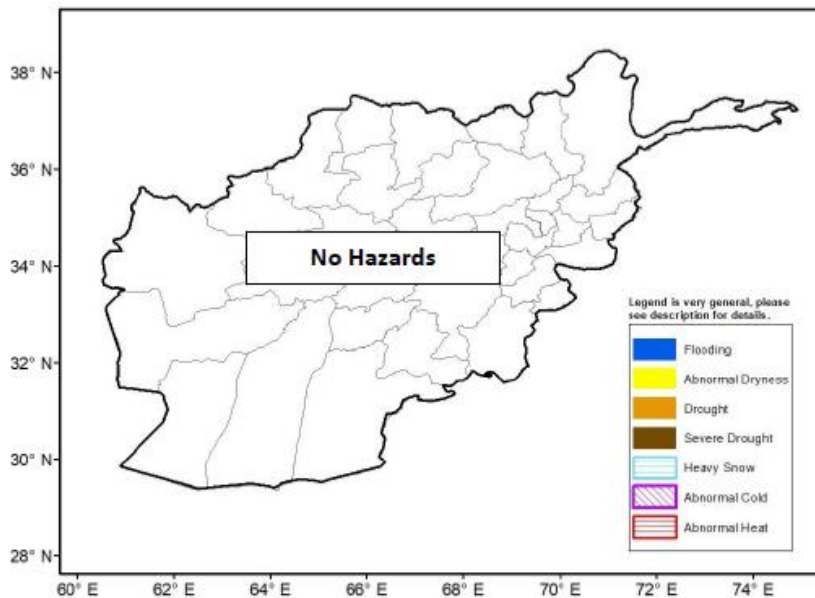 38° N
36° N
34° N
32° N
30° N
28° N
No Hazards
Legend is very general, please
see description for details.
Flooding
Abnormal Dryness
Drought
Severe Drought
Heavy Snow
Abnormal Cold
Abnormal Heat
60° E 62° E 64° E 66° E 68° E 70° E 72° E 74° E